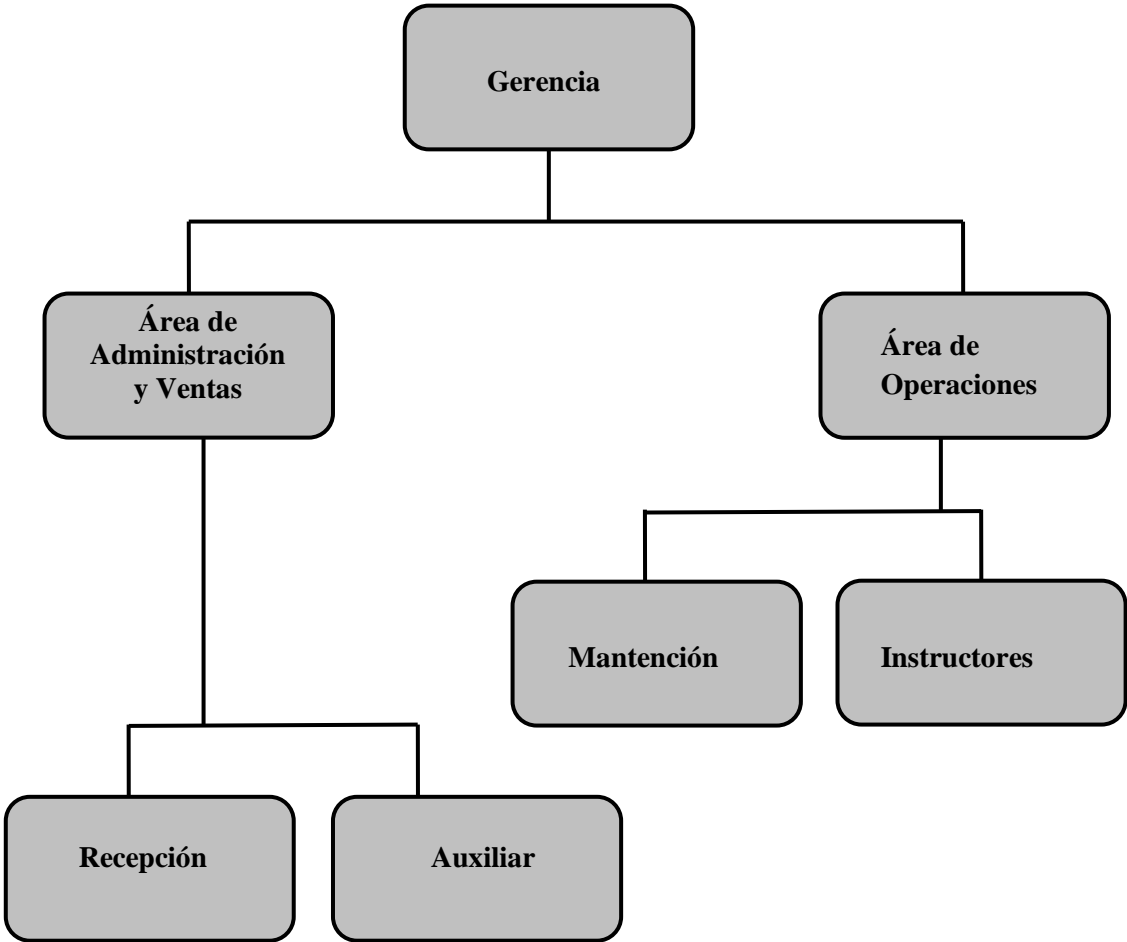 Gerencia
Área de
Administración
y Ventas
Área de
Operaciones
Mantención
Instructores
Recepción
Auxiliar